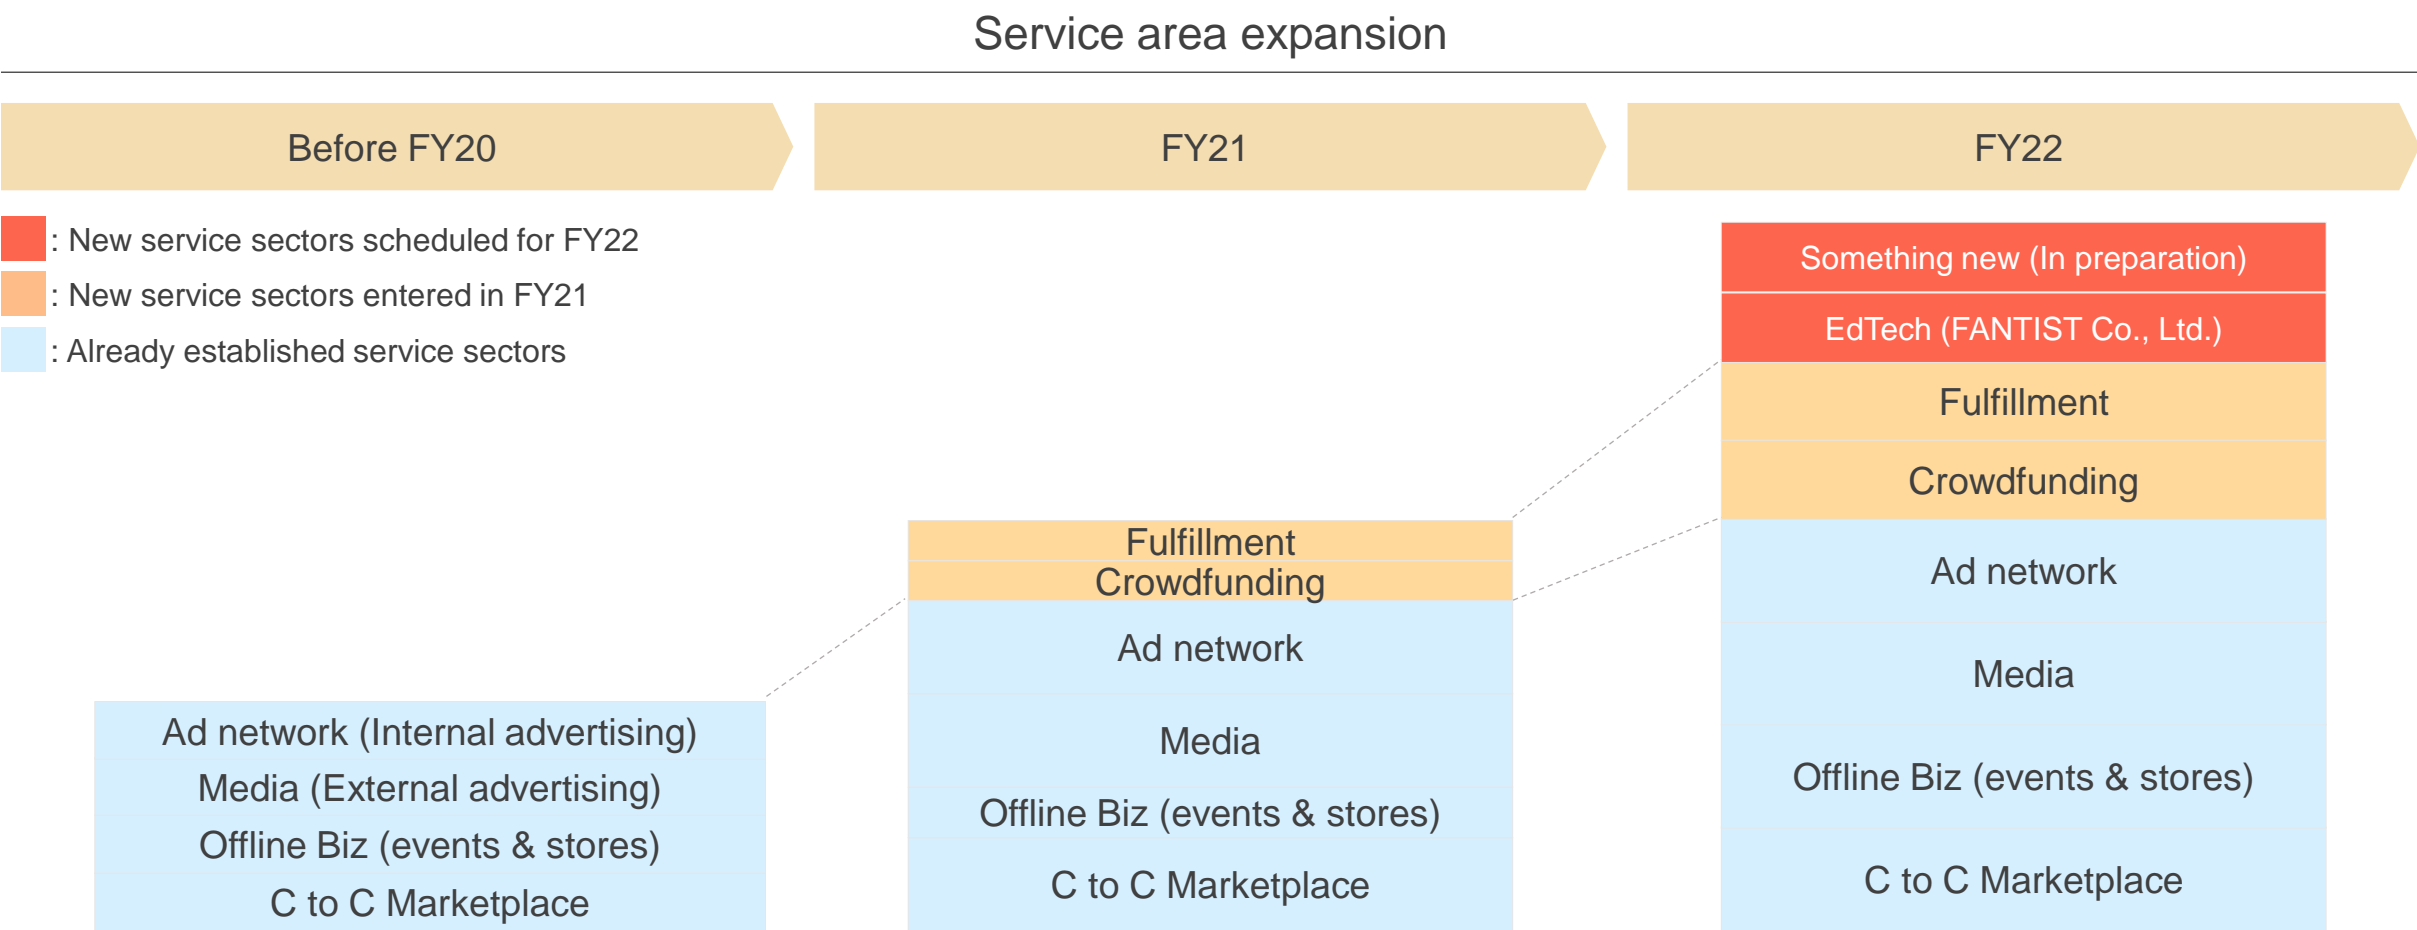 Service area expansion
Before FY20
FY21
FY22
: New service sectors scheduled for FY22
: New service sectors entered in FY21
: Already established service sectors
Ad network (Internal advertising)
Media (External advertising)
Offline Biz (events & stores)
C to C Marketplace
Fulfillment
Crowdfunding
Ad network
Media
Offline Biz (events & stores)
C to C Marketplace
Something new (In preparation)
EdTech (FANTIST Co., Ltd.)
Fulfillment
Crowdfunding
Ad network
Media
Offline Biz (events & stores)
C to C Marketplace